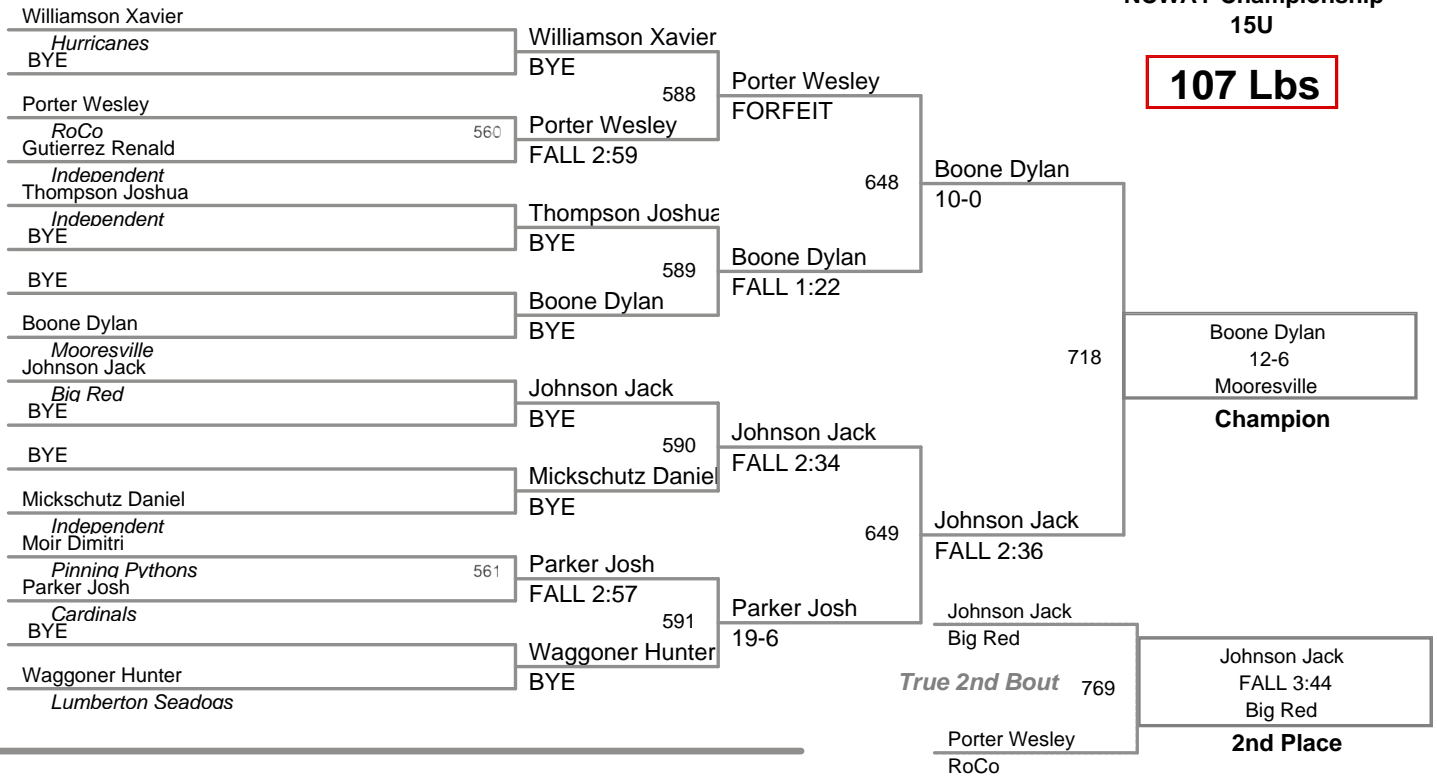 NCWAY Championship
15U
107 Lbs
Williamson Xavier
Hurricanes
BYE
Porter Wesley
RoCo
560
Gutierrez Renald
Independent
Thompson Joshua
Independent
BYE
BYE
Boone Dylan
Mooresville
Johnson Jack
Big Red
BYE
BYE
Mickschutz Daniel
Independent
Moir Dimitri
Pinning Pythons
561
Parker Josh
Cardinals
BYE
Waggoner Hunter
Lumberton Seadogs
Williamson Xavier
BYE
588
Porter Wesley
FALL 2:59
Thompson Joshua
BYE
589
Boone Dylan
BYE
Johnson Jack
BYE
590
Mickschutz Daniel
BYE
Parker Josh
FALL 2:57
591
Waggoner Hunter
BYE
Porter Wesley
FORFEIT
648
Boone Dylan
FALL 1:22
Johnson Jack
FALL 2:34
649
Parker Josh
19-6
Boone Dylan
10-0
718
Johnson Jack
FALL 2:36
Boone Dylan
12-6
Mooresville
Champion
Johnson Jack
Big Red
True 2nd Bout
769
Porter Wesley
RoCo
Johnson Jack
FALL 3:44
Big Red
2nd Place